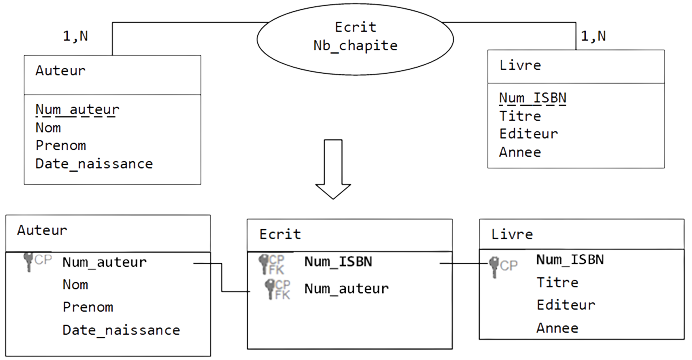 Ecrit
Nb_chapite
1,N
1,N
Auteur
Num_auteur
Nom
Prenom
Date_naissance
Livre
Num_ISBN
Titre
Editeur
Annee
Auteur
CP Num_auteur
Nom
Prenom
Date_naissance
Ecrit
CP FK Num_ISBN
CP FK Num_auteur
Livre
CP Num_ISBN
Titre
Editeur
Annee